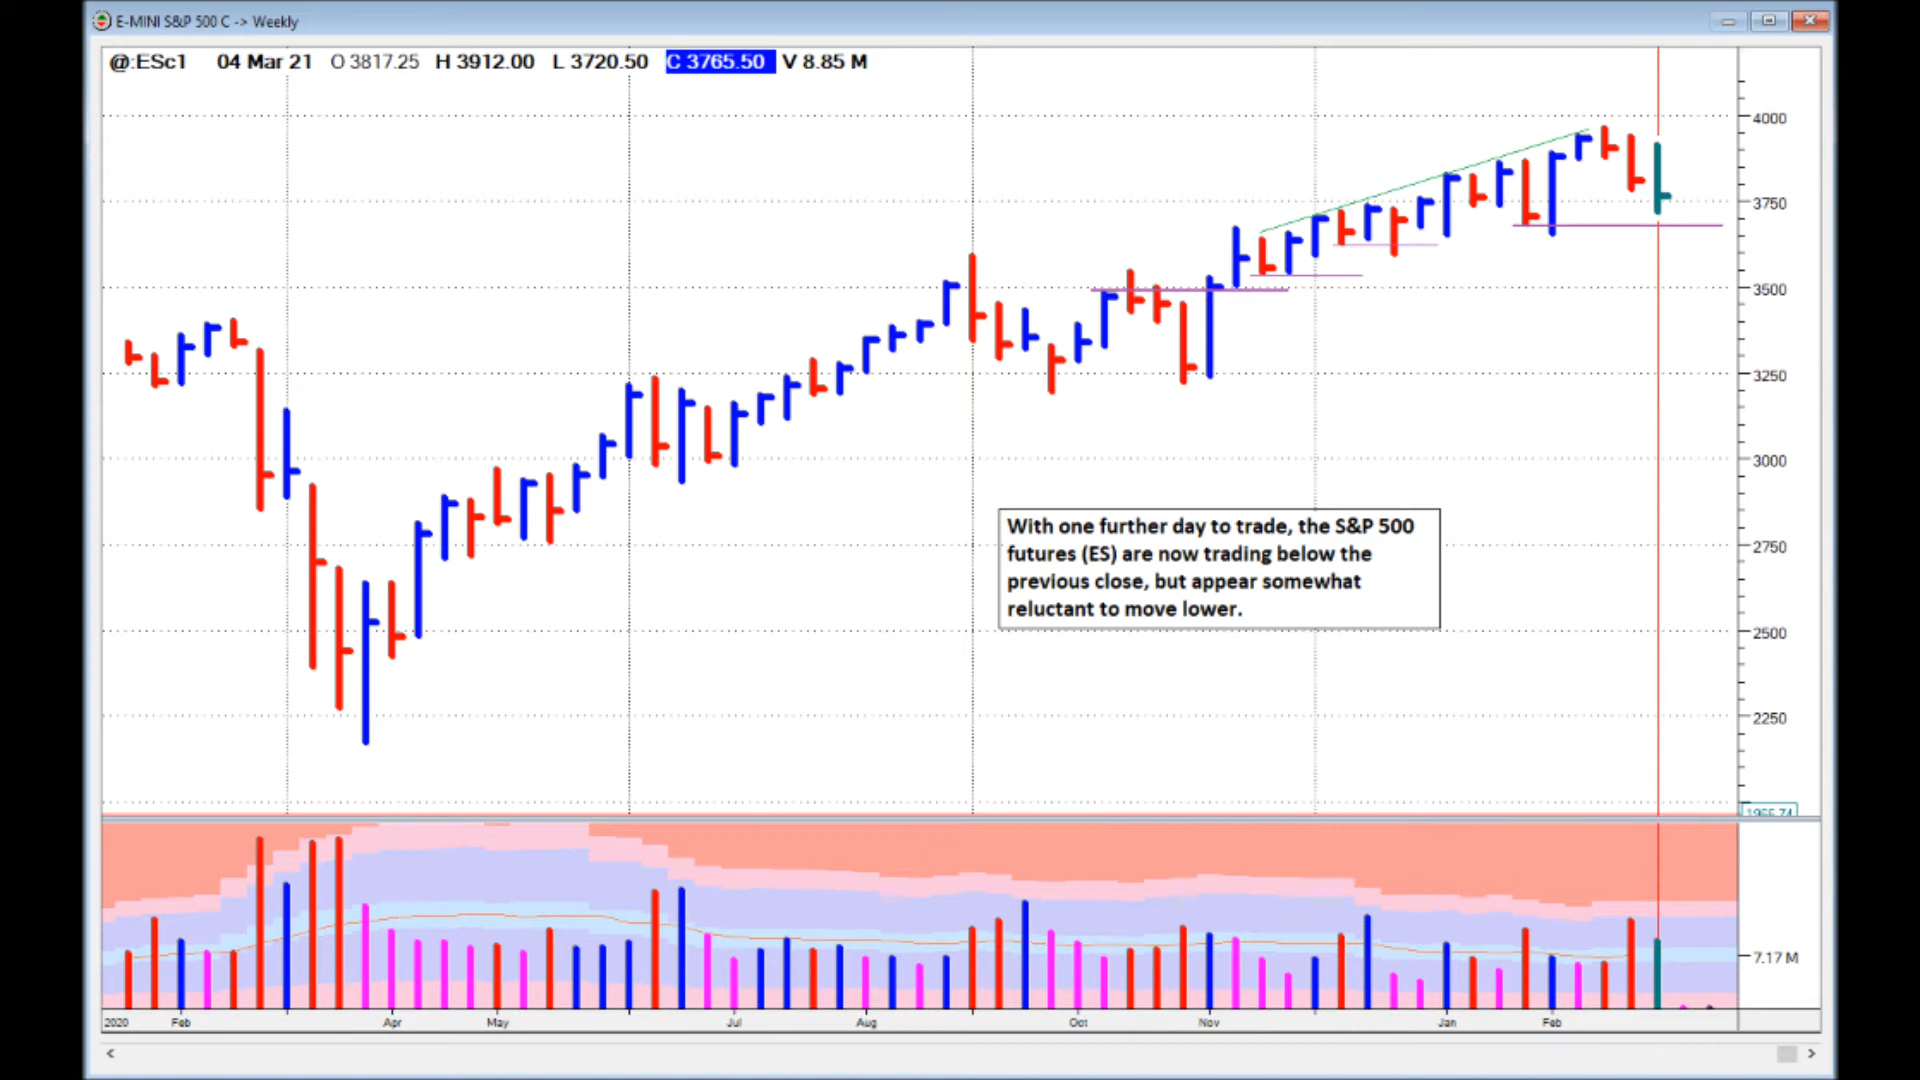 E-MINI S&P 500 C -> Weekly
@:ESc1 04 Mar 21 O 3817.25 H 3912.00 L 3720.50 C 3765.50 V 8.85 M
4000
3750
3500
3250
3000
With one further day to trade, the S&P 500
futures (ES) are now trading below the
previous close, but appear somewhat
reluctant to move lower.
2750
2500
2250
7.17 M
2020 Feb Apr May Jul Aug Oct Nov Jan Feb